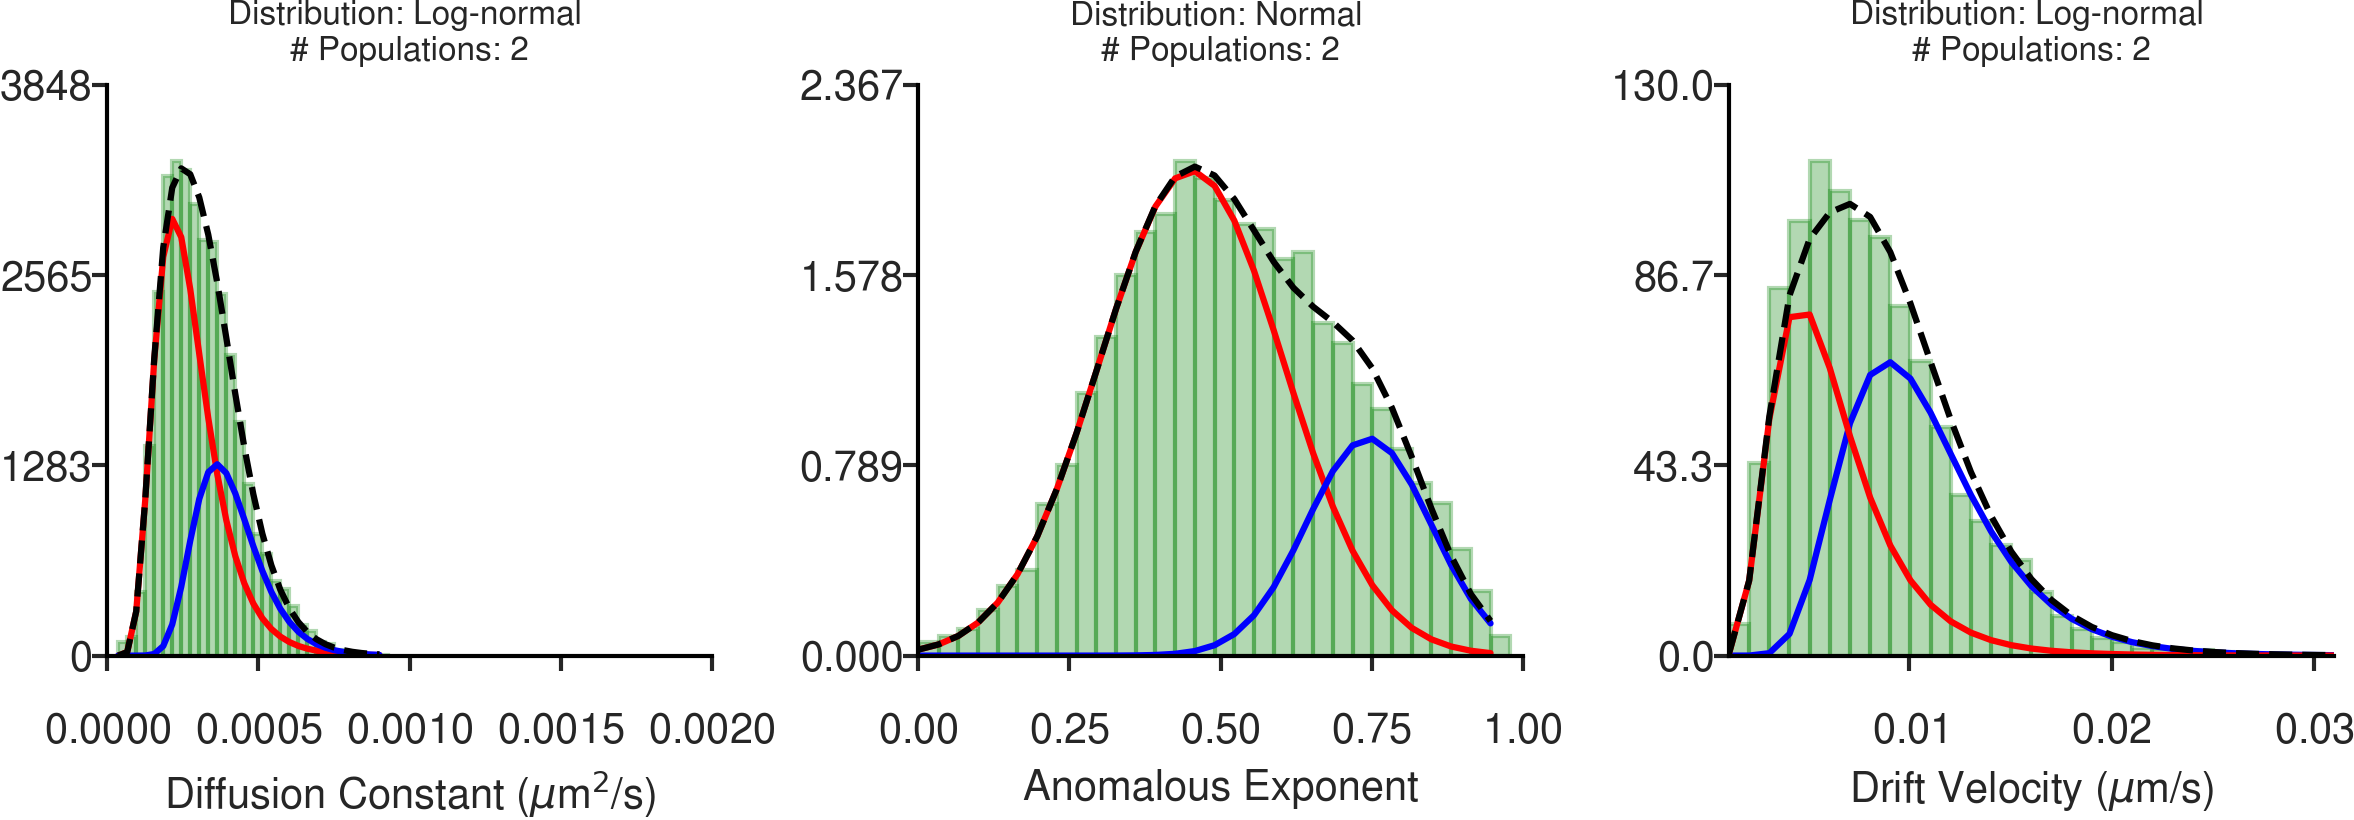 Distribution: Log-normal
# Populations: 2
3848
2565
1283
0
0.0000 0.0005 0.0010 0.0015 0.0020
Diffusion Constant (μm²/s)
Distribution: Normal
# Populations: 2
2.367
1.578
0.789
0.000
0.00 0.25 0.50 0.75 1.00
Anomalous Exponent
Distribution: Log-normal
# Populations: 2
130.0
86.7
43.3
0.0
0.01 0.02 0.03
Drift Velocity (μm/s)